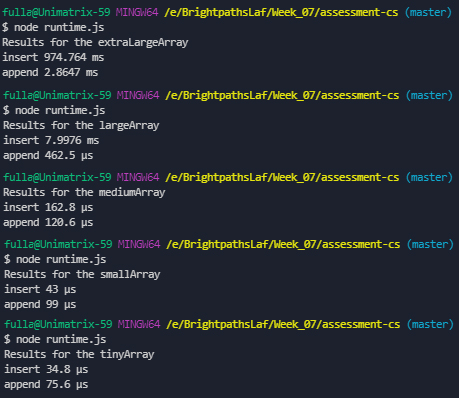 fulla@Unimatrix-59 MINGW64 /e/BrightpathsLaf/Week_07/assessment-cs (master)
$ node runtime.js
Results for the extraLargeArray
insert 974.764 ms
append 2.8647 ms
fulla@Unimatrix-59 MINGW64 /e/BrightpathsLaf/Week_07/assessment-cs (master)
$ node runtime.js
Results for the largeArray
insert 7.9976 ms
append 462.5 μs
fulla@Unimatrix-59 MINGW64 /e/BrightpathsLaf/Week_07/assessment-cs (master)
$ node runtime.js
Results for the mediumArray
insert 162.8 μs
append 120.6 μs
fulla@Unimatrix-59 MINGW64 /e/BrightpathsLaf/Week_07/assessment-cs (master)
$ node runtime.js
Results for the smallArray
insert 43 μs
append 99 μs
fulla@Unimatrix-59 MINGW64 /e/BrightpathsLaf/Week_07/assessment-cs (master)
$ node runtime.js
Results for the tinyArray
insert 34.8 μs
append 75.6 μs